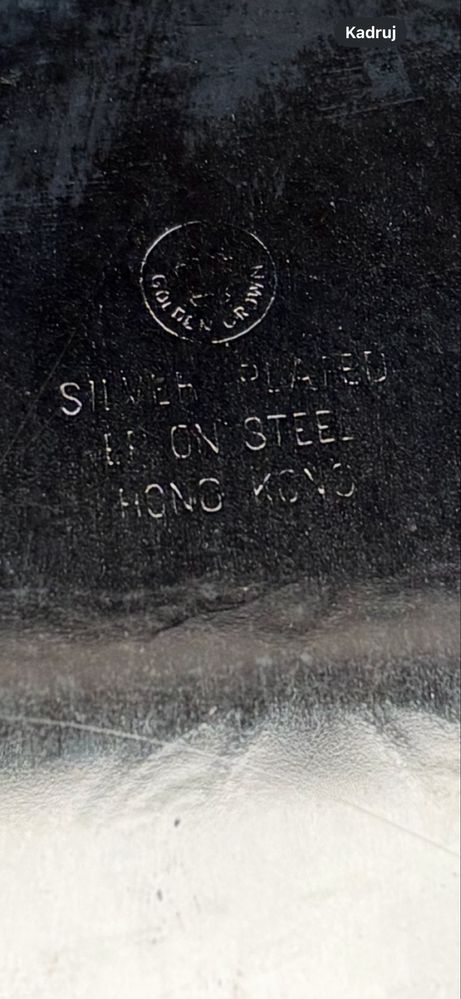 Kadruj
GOLDEN CROWN
SILVER PLATED
EP ON STEEL
HONG KONG